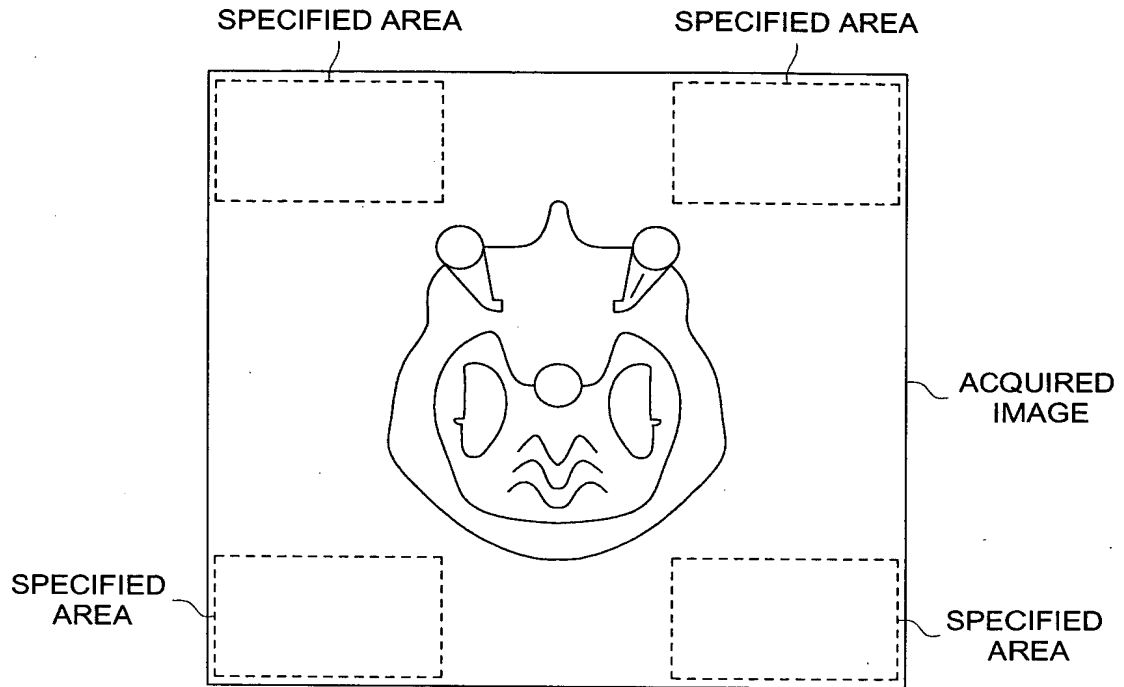 SPECIFIED AREA
SPECIFIED AREA
ACQUIRED
IMAGE
SPECIFIED
AREA
SPECIFIED
AREA